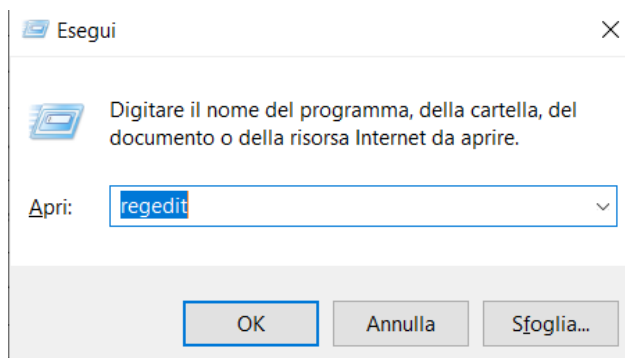 Esegui
Digitare il nome del programma, della cartella, del
documento o della risorsa Internet da aprire.
Apri: regedit
OK Annulla Sfoglia...